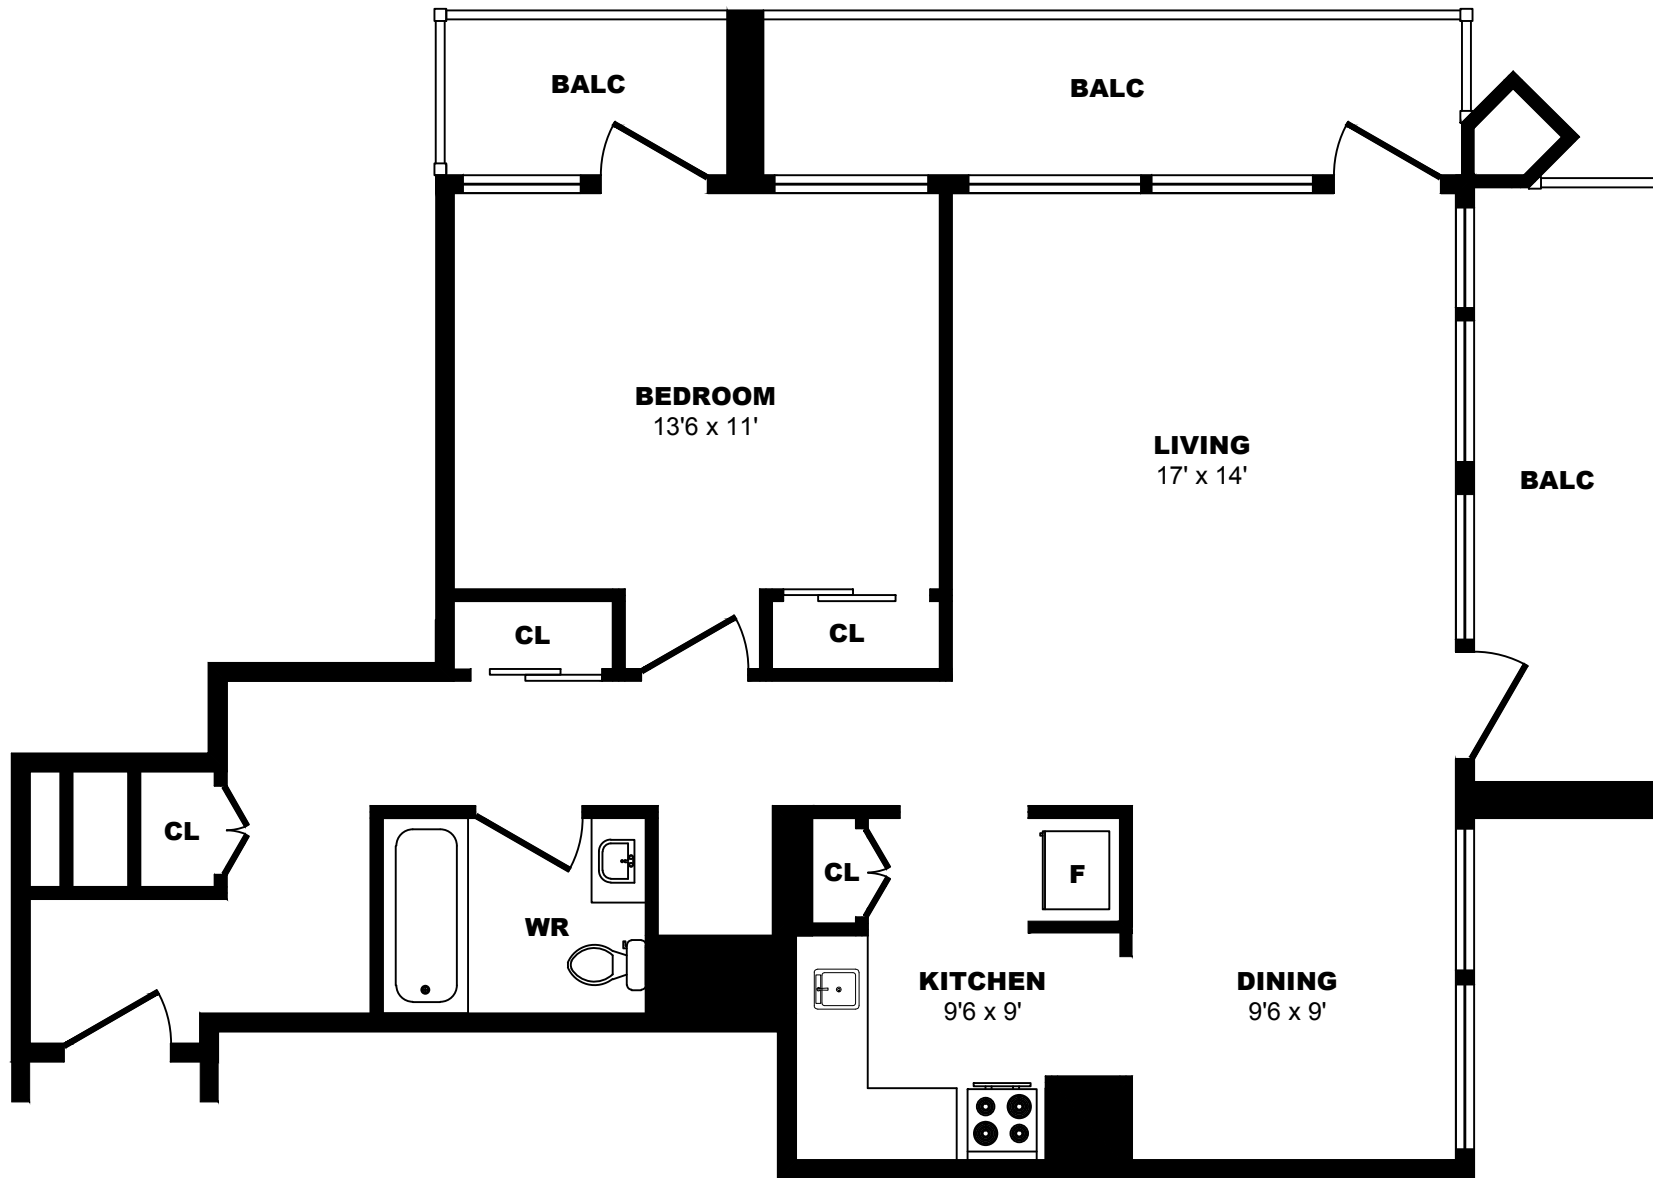 BALC
BALC
BEDROOM
13'6 x 11'
LIVING
17' x 14'
BALC
CL
CL
CL
CL
F
WR
KITCHEN
9'6 x 9'
DINING
9'6 x 9'